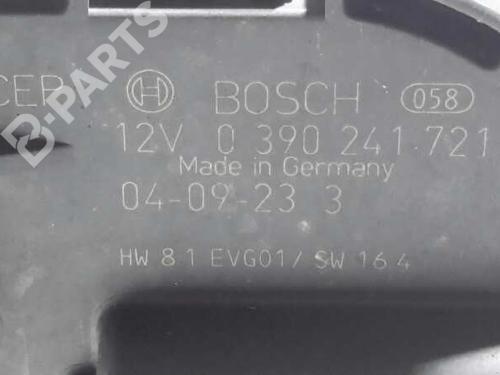 B-PARTS
CER BOSCH 058
12V 0 390 241 721
Made in Germany
04-09-23 3
HW 8 1 EVG01/ SW 16 4